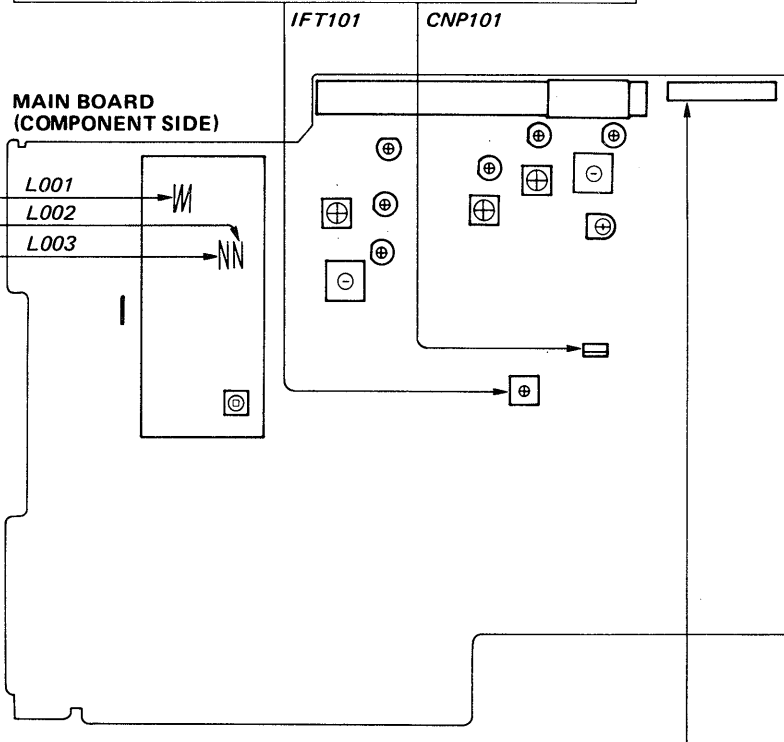 IFT101
CNP101
MAIN BOARD
(COMPONENT SIDE)
L001
L002
L003